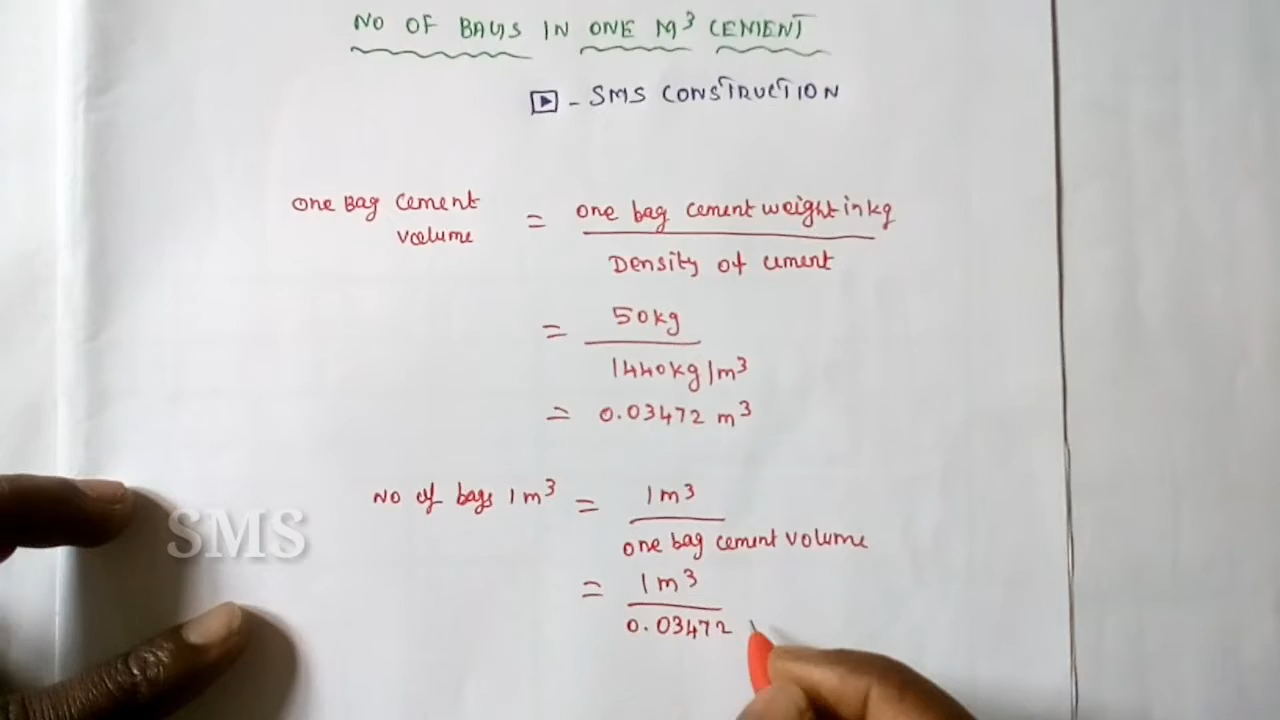 NO OF BAGS IN ONE M³ CEMENT
▶ - SMS CONSTRUCTION
One Bag Cement volume = one bag cement weight in kg
Density of cement
= 50kg
1440kg/m³
= 0.03472 m³
No of bags 1m³ = 1m³
one bag cement volume
SMS
= 1m³
0.03472